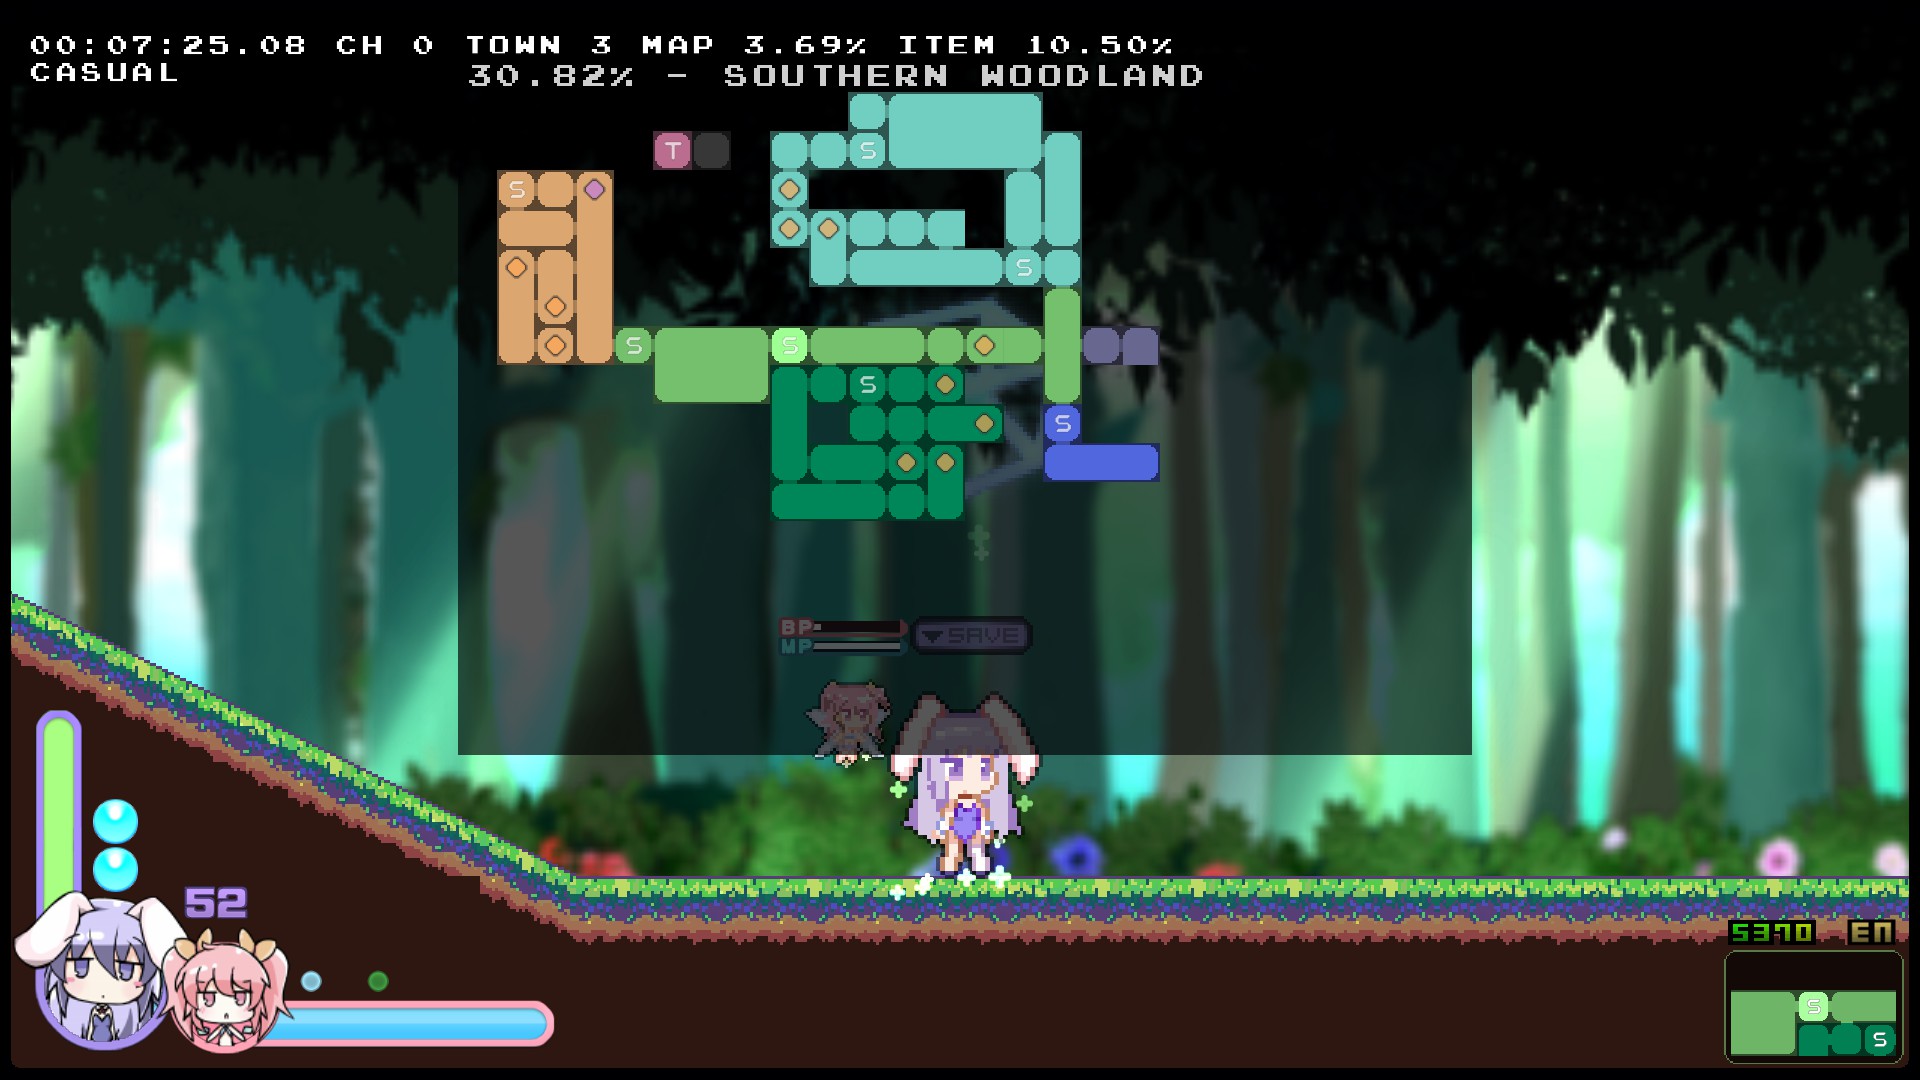 00:07:25.08 CH 0 TOWN 3 MAP 3.69% ITEM 10.50%
CASUAL
30.82% - SOUTHERN WOODLAND
T
S
S
S
S
S
S
S
BP
MP
SAVE
52
5370 EN
S
S